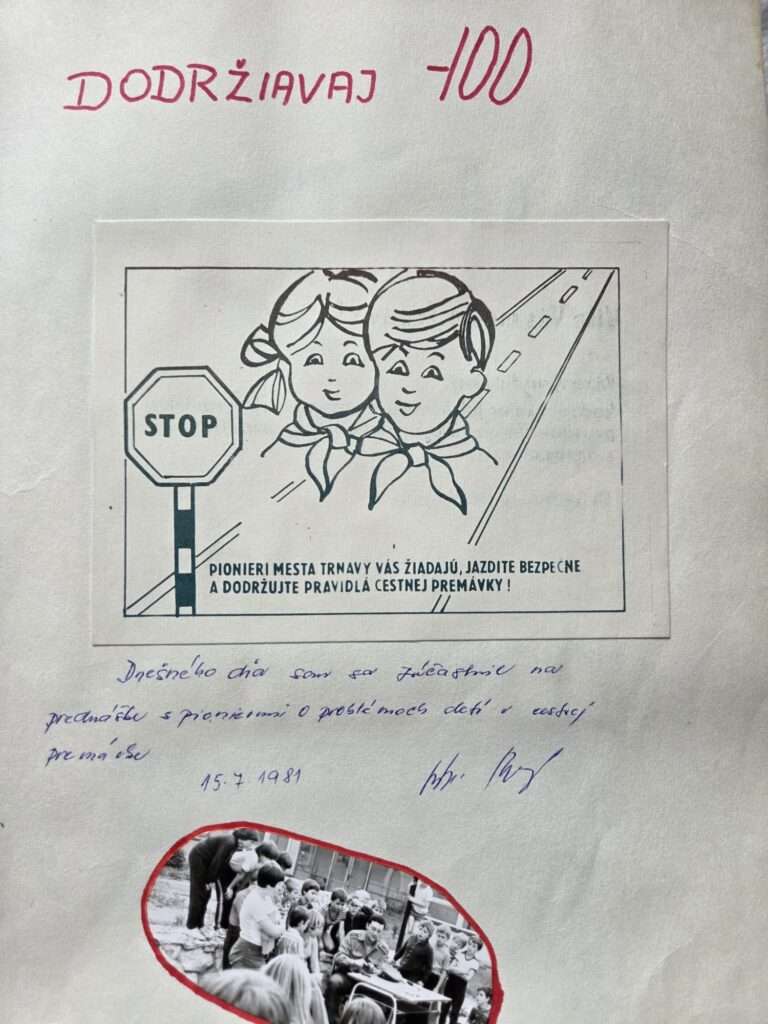 DODRŽIAVAJ -100
STOP
PIONIERI MESTA TRNAVY VÁS ŽIADAJÚ, JAZDITE BEZPEČNE
A DODRŽUJTE PRAVIDLÁ CESTNEJ PREMÁVKY !
Dnešného dňa som sa zúčastnil na
prednáške s pioniermi o problémoch detí v cestnej
premávke
15.7 1981